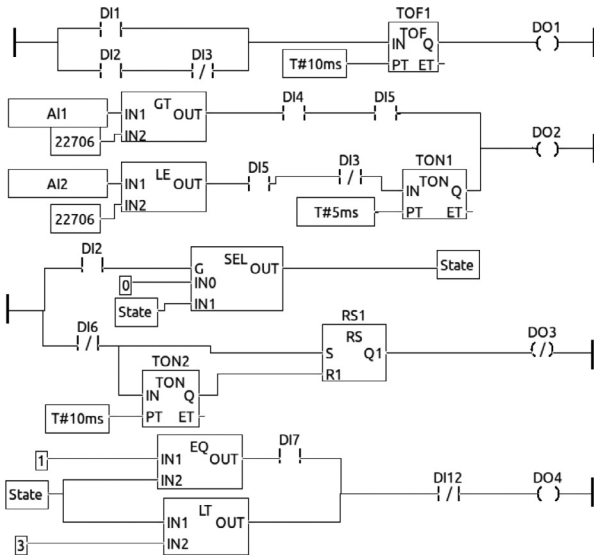 DI1
TOF1
DI2 DI3
TOF
IN Q
DO1
T#10ms PT ET
AI1 IN1 GT OUT DI4 DI5
22706 IN2
DO2
AI2 IN1 LE OUT DI5 DI3 TON1
22706 IN2
TON
IN Q
T#5ms PT ET
DI2
G SEL OUT State
0 IN0
State IN1
DI6
RS1
RS
S Q1 DO3
R1
TON2
TON
IN Q
T#10ms PT ET
EQ DI7
1 IN1 OUT
IN2
State
DI12 DO4
LT
IN1 OUT
3 IN2